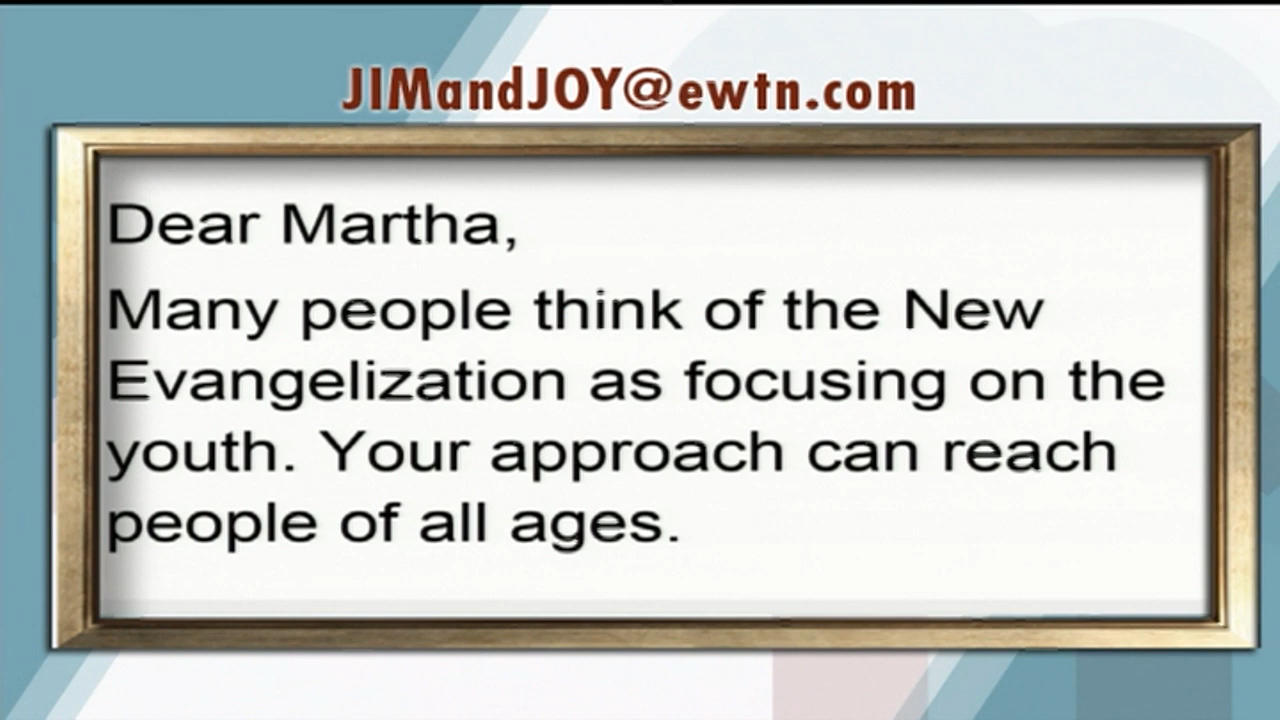 JIMandJOY@ewtn.com
Dear Martha,
Many people think of the New
Evangelization as focusing on the
youth. Your approach can reach
people of all ages.